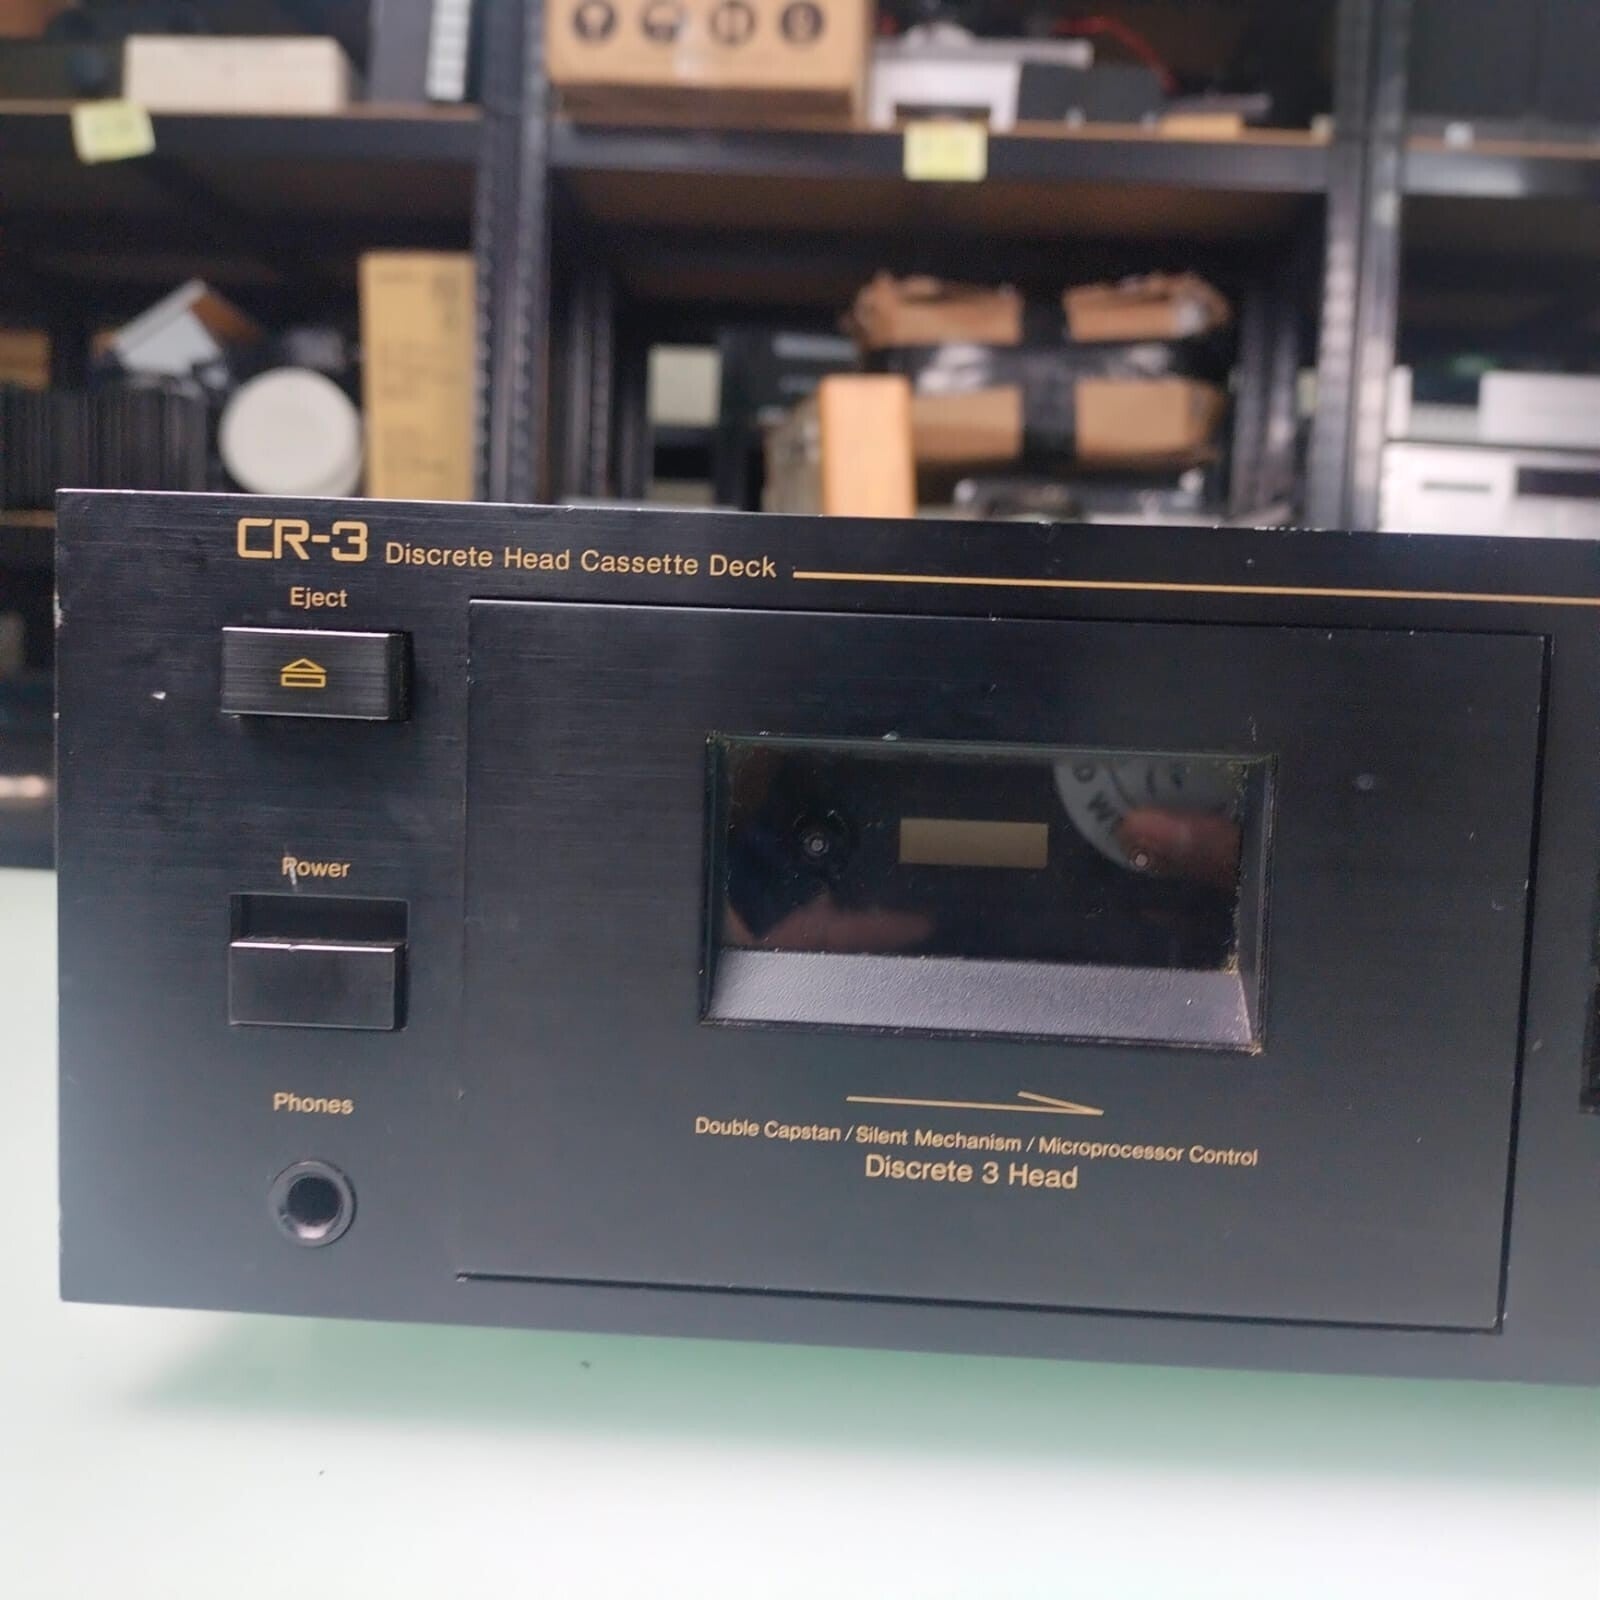 CR-3 Discrete Head Cassette Deck
Eject
Power
Phones
Double Capstan / Silent Mechanism / Microprocessor Control
Discrete 3 Head